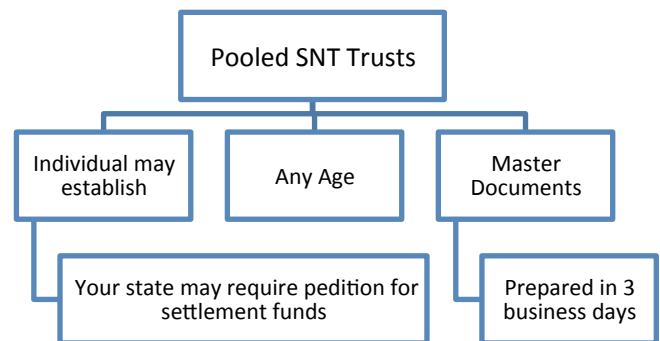 Pooled SNT Trusts
Individual may
establish
Any Age
Master
Documents
Your state may require pedition for
settlement funds
Prepared in 3
business days